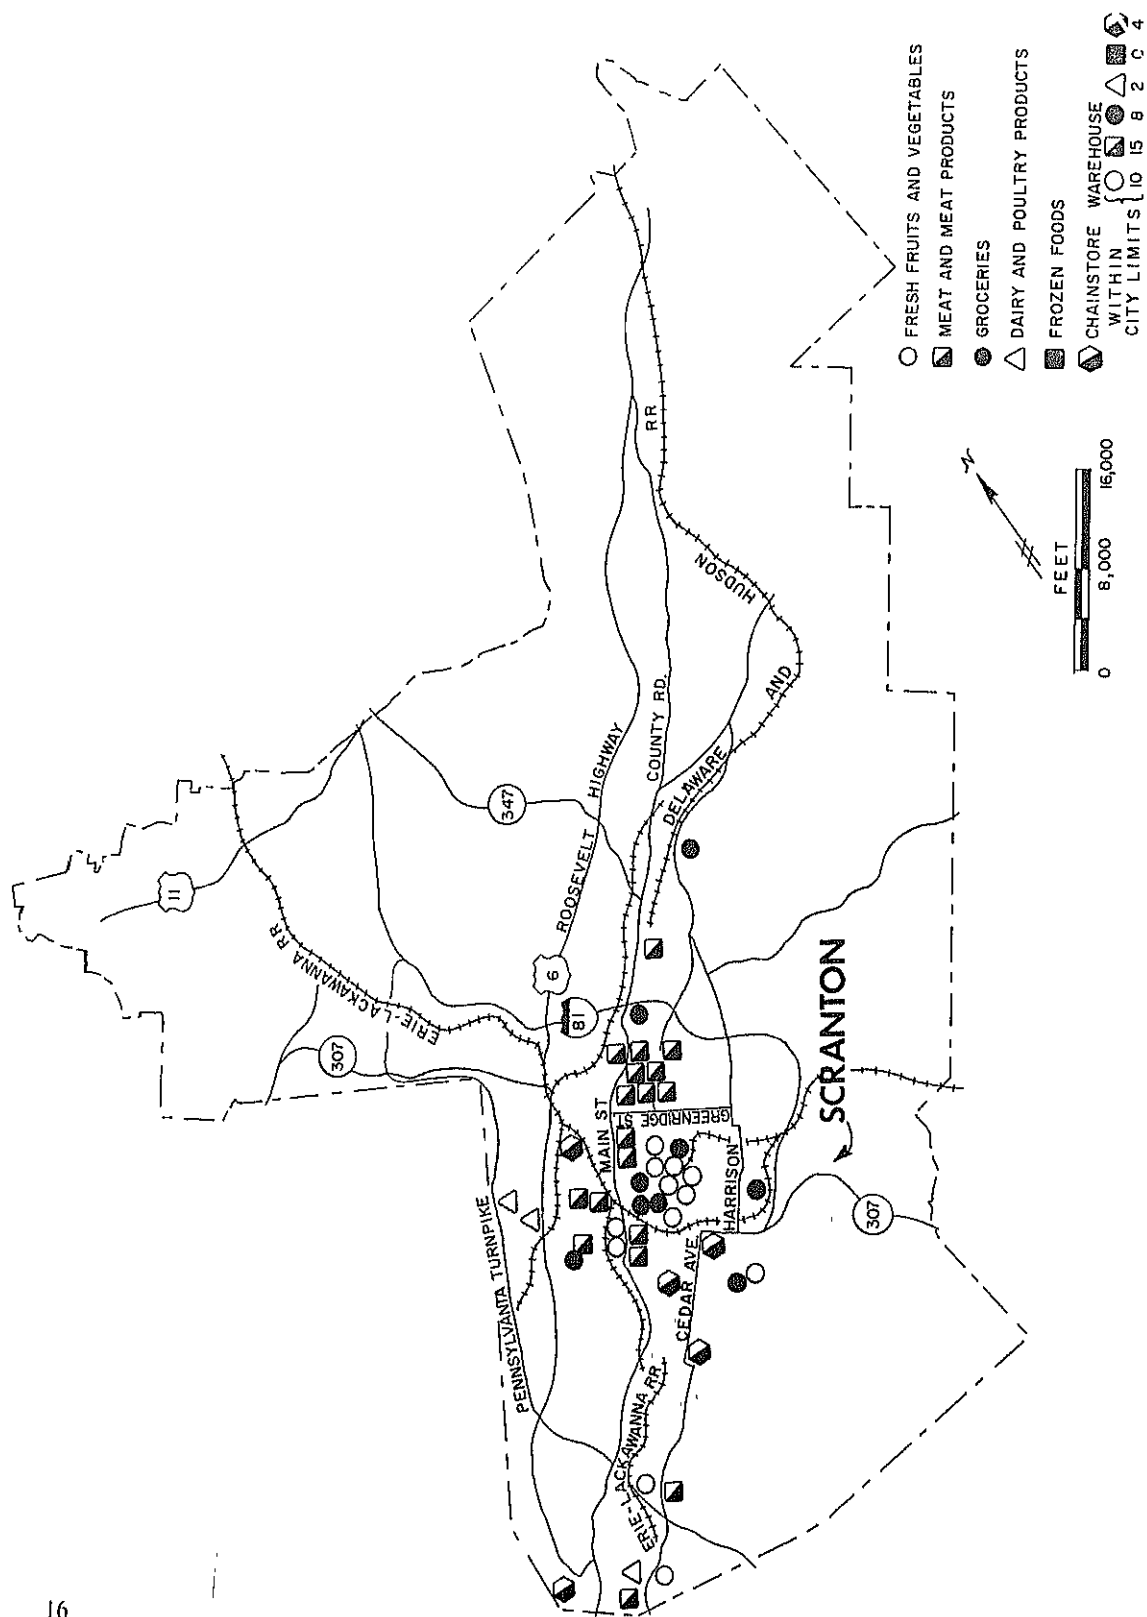 16
11
ERIE-LACKAWANNA RR
307
347
ROOSEVELT HIGHWAY
6
81
COUNTY RD.
RR
HUDSON
AND
DELAWARE
PENNSYLVANIA TURNPIKE
MAIN ST.
GREENRIDGE ST.
HARRISON
CEDAR AVE.
ERIE-LACKAWANNA RR.
SCRANTON
307
N
FEET
0 8,000 16,000
FRESH FRUITS AND VEGETABLES
MEAT AND MEAT PRODUCTS
GROCERIES
DAIRY AND POULTRY PRODUCTS
FROZEN FOODS
CHAINSTORE WAREHOUSE
WITHIN
CITY LIMITS 10 15 8 2 C 4